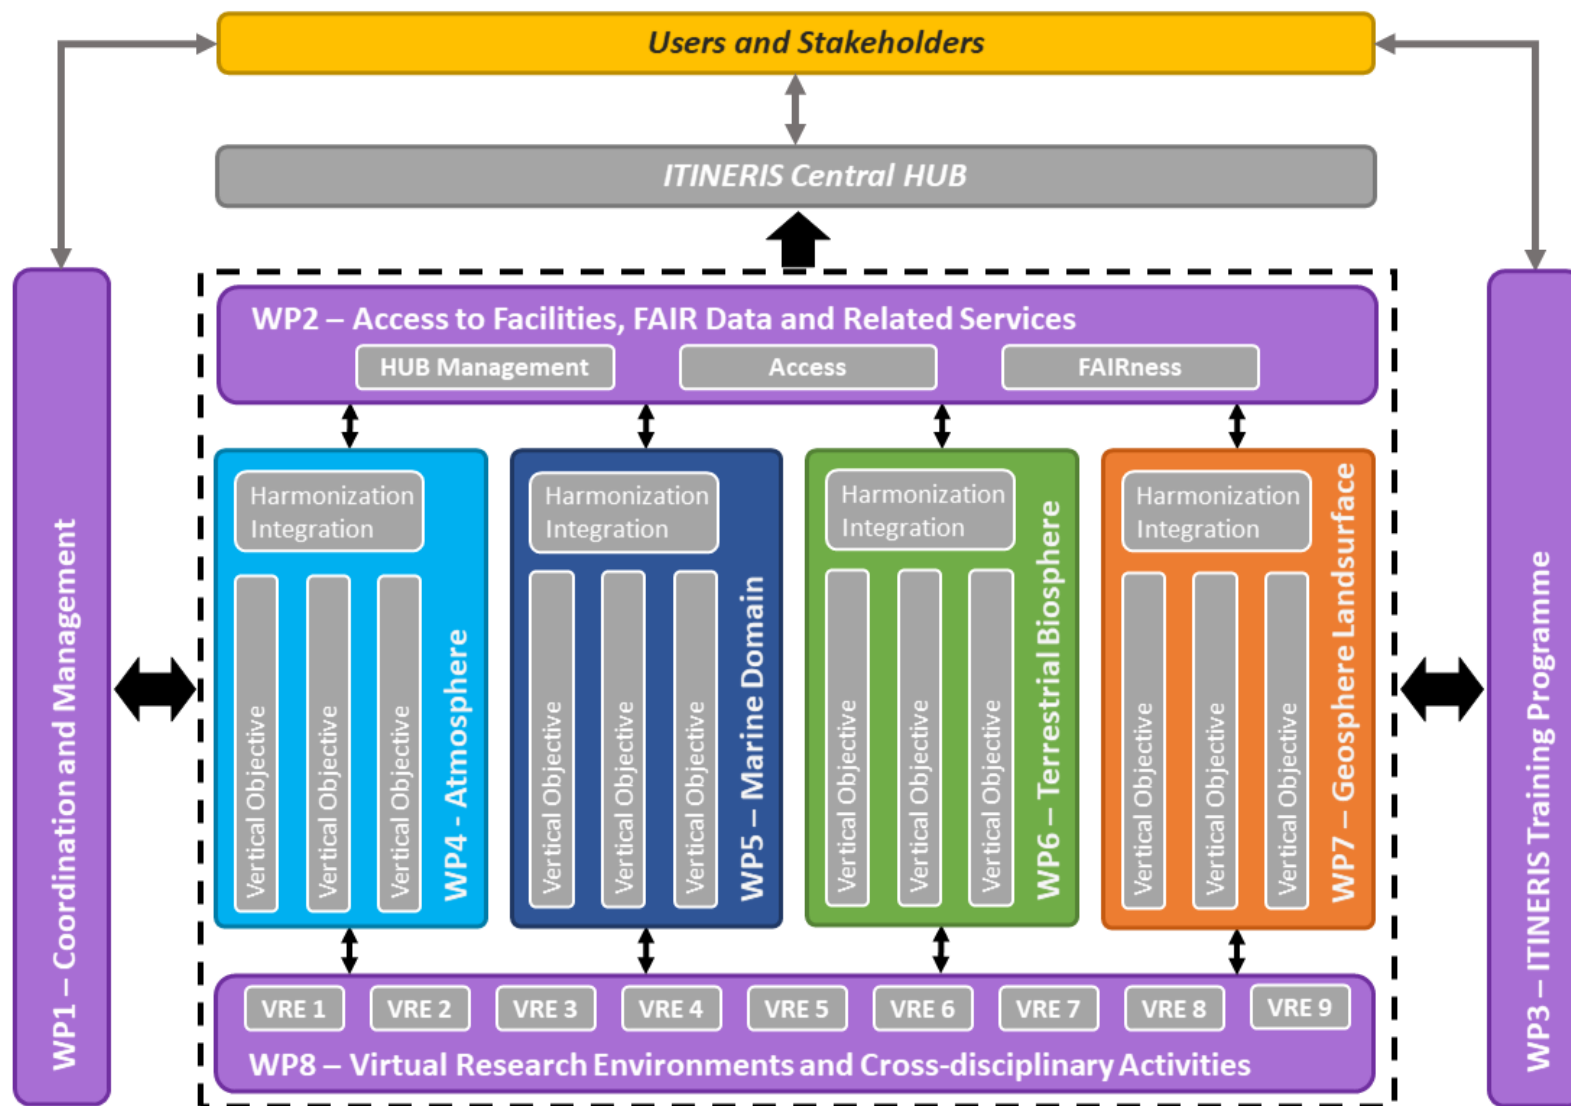 Users and Stakeholders
ITINERIS Central HUB
WP1 – Coordination and Management
WP2 – Access to Facilities, FAIR Data and Related Services
HUB Management
Access
FAIRness
Harmonization
Integration
Vertical Objective
Vertical Objective
Vertical Objective
WP4 - Atmosphere
Harmonization
Integration
Vertical Objective
Vertical Objective
Vertical Objective
WP5 – Marine Domain
Harmonization
Integration
Vertical Objective
Vertical Objective
Vertical Objective
WP6 – Terrestrial Biosphere
Harmonization
Integration
Vertical Objective
Vertical Objective
Vertical Objective
WP7 – Geosphere Landsurface
VRE 1
VRE 2
VRE 3
VRE 4
VRE 5
VRE 6
VRE 7
VRE 8
VRE 9
WP8 – Virtual Research Environments and Cross-disciplinary Activities
WP3 – ITINERIS Training Programme